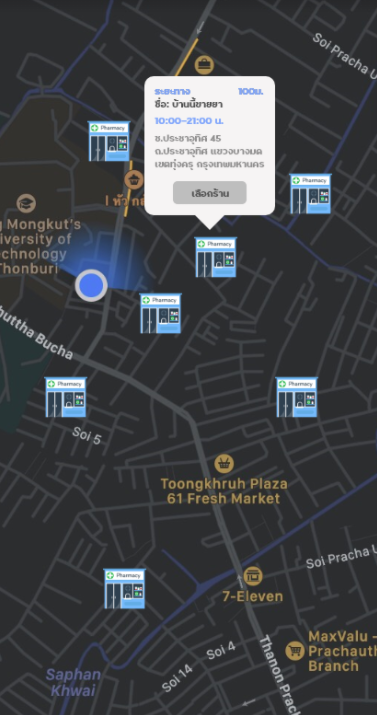 Soi Pracha U
ระยะทาง 100ม.
ชื่อ: บ้านนี้ขายยา
10:00-21:00 น.
ซ.ประชาอุทิศ 45
ถ.ประชาอุทิศ แขวงบางมด
เขตทุ่งครุ กรุงเทพมหานคร
เลือกร้าน
Pharmacy
Pharmacy
Mongkut's
iversity of
chnology
Thonburi
Pharmacy
Pharmacy
uttha Bucha
Pharmacy
Pharmacy
Soi 5
Toongkhruh Plaza
61 Fresh Market
Soi Pracha U
Pharmacy
7-Eleven
MaxValu -
Prachauth
Branch
Soi 4
Soi 14
Thanon Prac
Saphan
Khwai